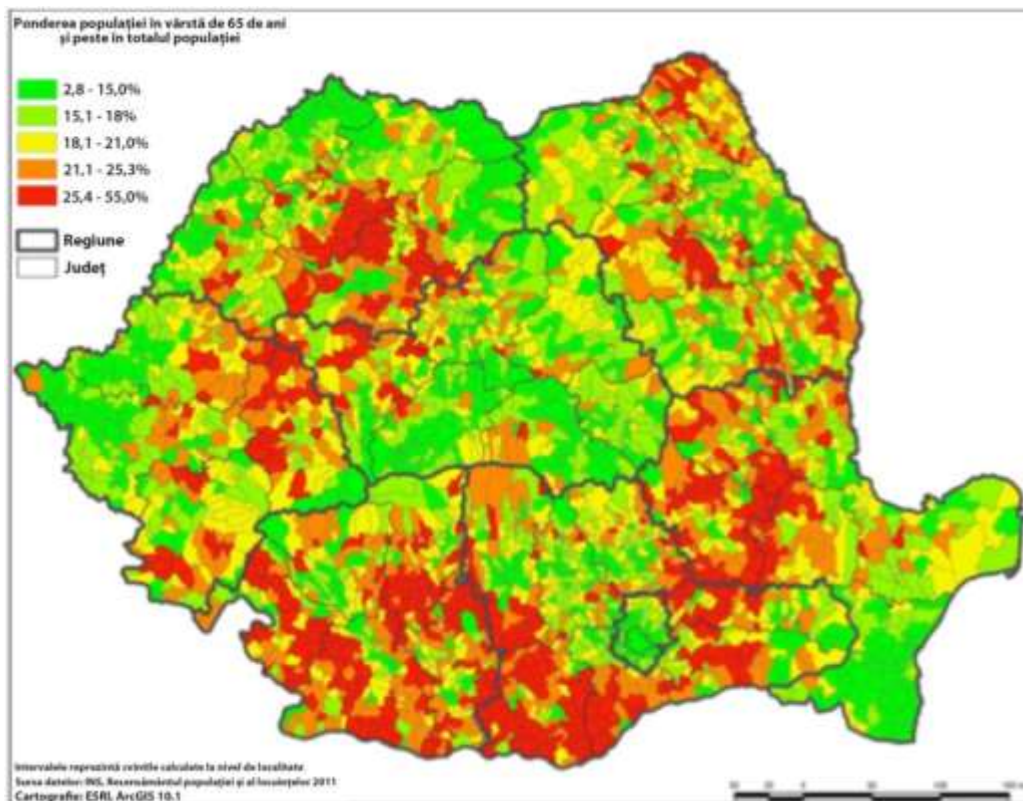 Ponderea populației în vârstă de 65 de ani
și peste în totalul populației
2,8 - 15,0%
15,1 - 18%
18,1 - 21,0%
21,1 - 25,3%
25,4 - 55,0%
Regiune
Județ
Intervalele reprezintă cvintile calculate la nivel de localitate
Sursa datelor: INS, Recensământul populației și al locuințelor 2011
Cartografie: ESRI, ArcGIS 10.1